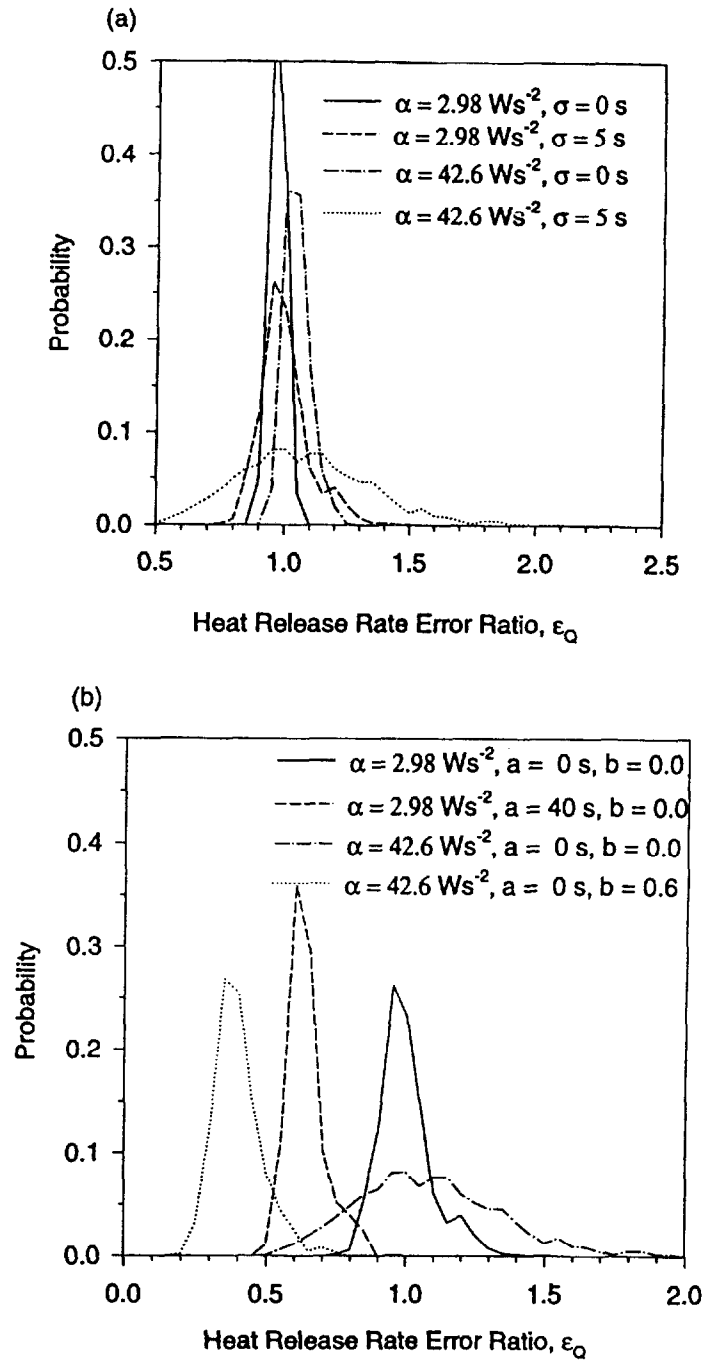 (a)
0.5
0.4
0.3
0.2
0.1
0.0
Probability
α = 2.98 Ws⁻², σ = 0 s
α = 2.98 Ws⁻², σ = 5 s
α = 42.6 Ws⁻², σ = 0 s
α = 42.6 Ws⁻², σ = 5 s
0.5 1.0 1.5 2.0 2.5
Heat Release Rate Error Ratio, ε_Q
(b)
0.5
0.4
0.3
0.2
0.1
0.0
Probability
α = 2.98 Ws⁻², a = 0 s, b = 0.0
α = 2.98 Ws⁻², a = 40 s, b = 0.0
α = 42.6 Ws⁻², a = 0 s, b = 0.0
α = 42.6 Ws⁻², a = 0 s, b = 0.6
0.0 0.5 1.0 1.5 2.0
Heat Release Rate Error Ratio, ε_Q